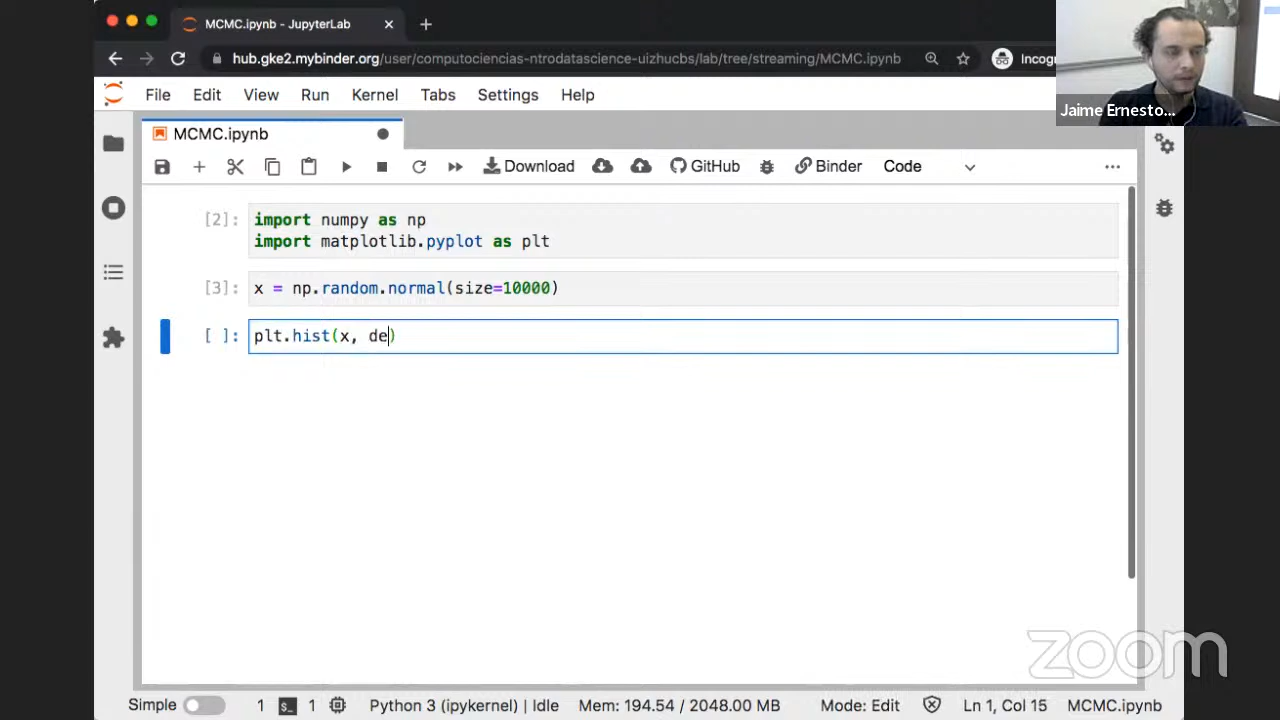 MCMC.ipynb - JupyterLab
hub.gke2.mybinder.org/user/computociencias-ntrodatascience-uizhucbs/lab/tree/streaming/MCMC.ipynb
Incogn
Jaime Ernesto...
File Edit View Run Kernel Tabs Settings Help
MCMC.ipynb
Download GitHub Binder Code
[2]: import numpy as np
import matplotlib.pyplot as plt
[3]: x = np.random.normal(size=10000)
[ ]: plt.hist(x, de)
zoom
Simple 1 1 Python 3 (ipykernel) | Idle Mem: 194.54 / 2048.00 MB Mode: Edit Ln 1, Col 15 MCMC.ipynb